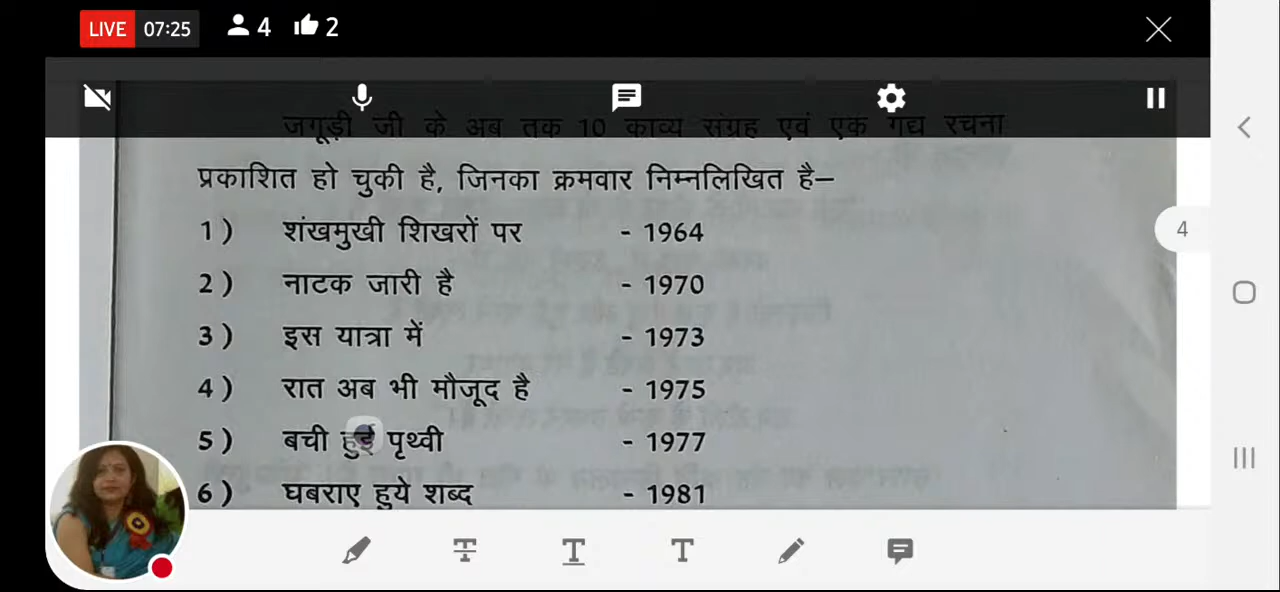 LIVE 07:25 4 2
जगूड़ी जी के अब तक 10 काव्य संग्रह एवं एक गद्य रचना
प्रकाशित हो चुकी है, जिनका क्रमवार निम्नलिखित है–
1) शंखमुखी शिखरों पर - 1964
4
2) नाटक जारी है - 1970
3) इस यात्रा में - 1973
4) रात अब भी मौजूद है - 1975
5) बची हुई पृथ्वी - 1977
6) घबराए हुये शब्द - 1981